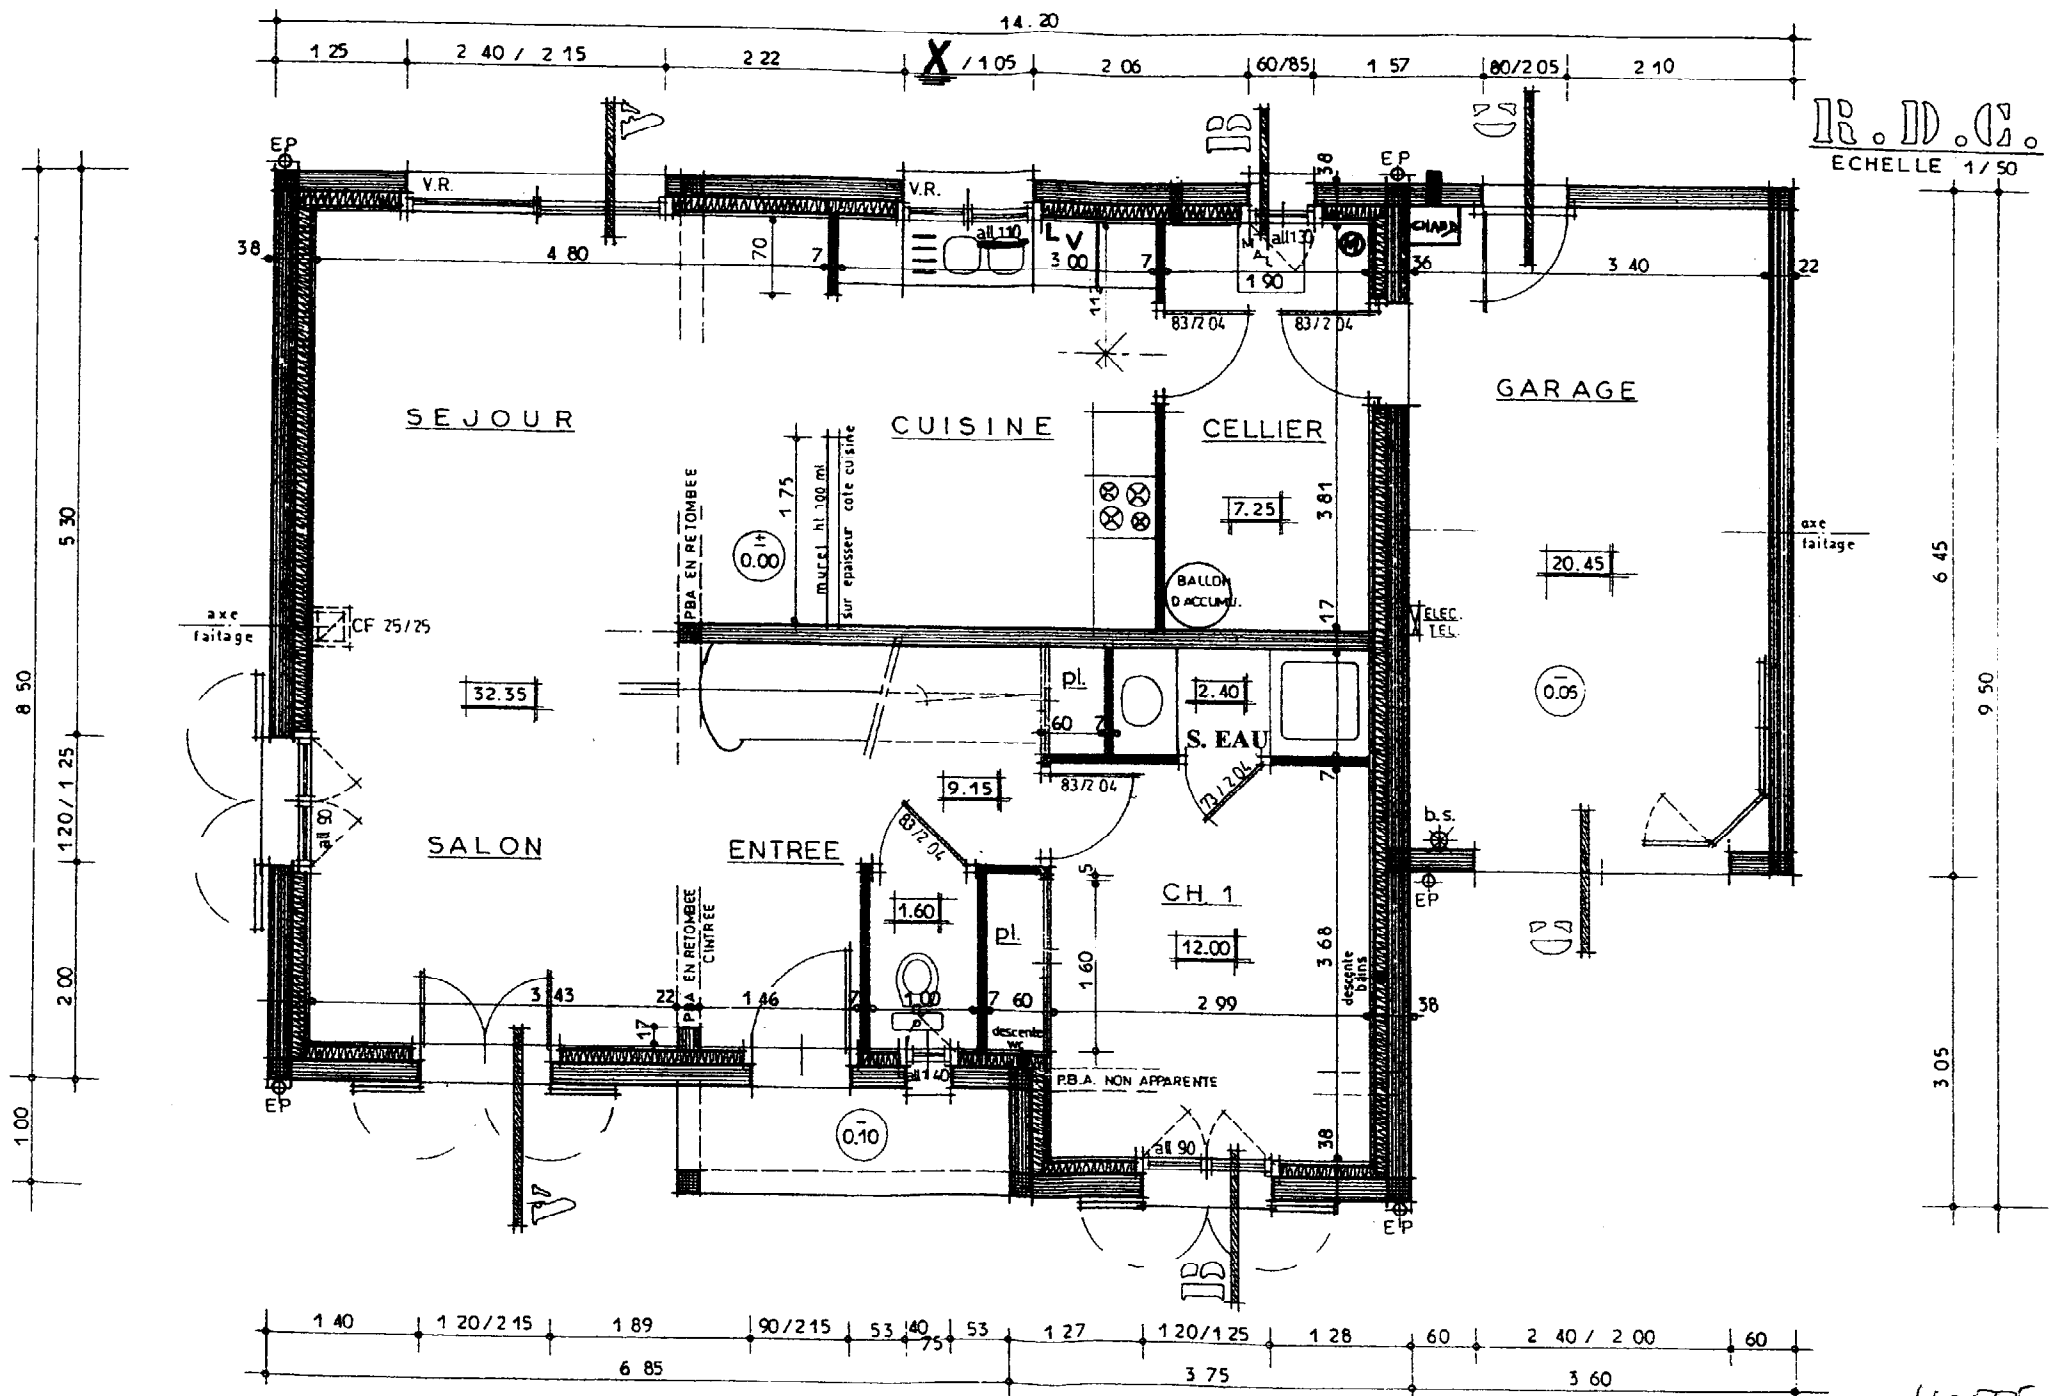 14.20
1 25
2 40 / 2 15
2 22
X / 1 05
2 06
60/85
1 57
80/2 05
2 10
R.D.C.
ECHELLE 1/50
A
B
C
EP
EP
38
V.R.
V.R.
all 110
L V
all 130
M
CHAUD
38
4 80
70
7
3 00
7
1 90
36
3 40
22
83/2 04
83/2 04
SEJOUR
CUISINE
CELLIER
GARAGE
5 30
8 50
1 75
muret ht 1.00 ml
sur epaisseur cote cuisine
PBA EN RETOMBEE
+
0.00
7.25
3 81
20.45
axe
faitage
6 45
9 50
BALLON
D'ACCUMU.
17
ELEC.
TEL.
axe
faitage
CF 25/25
32.35
pl.
2.40
—
0.05
60
7
S. EAU
7
120/1 25
all 90
9.15
83/2 04
73/2 04
83/2 04
b.s.
SALON
ENTREE
CH. 1
5
EP
C
PBA EN RETOMBEE
CINTREE
1.60
pl.
12.00
1 60
3 68
descente
bains
2 00
3 43
22
1 46
7
1.00
7
60
2 99
38
17
descente
wc
all 1 40
P.B.A. NON APPARENTE
EP
3 05
1 00
—
0.10
all 90
38
A
EP
B
1 40
1 20/2 15
1 89
90/2 15
53
40
75
53
1 27
1 20/1 25
1 28
60
2 40 / 2 00
60
6 85
3 75
3 60